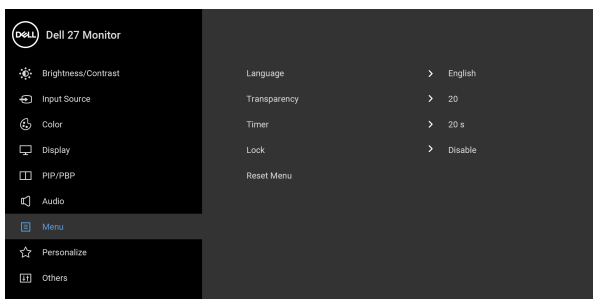 DELL Dell 27 Monitor
Brightness/Contrast
Input Source
Color
Display
PIP/PBP
Audio
Menu
Personalize
Others
Language > English
Transparency > 20
Timer > 20 s
Lock > Disable
Reset Menu